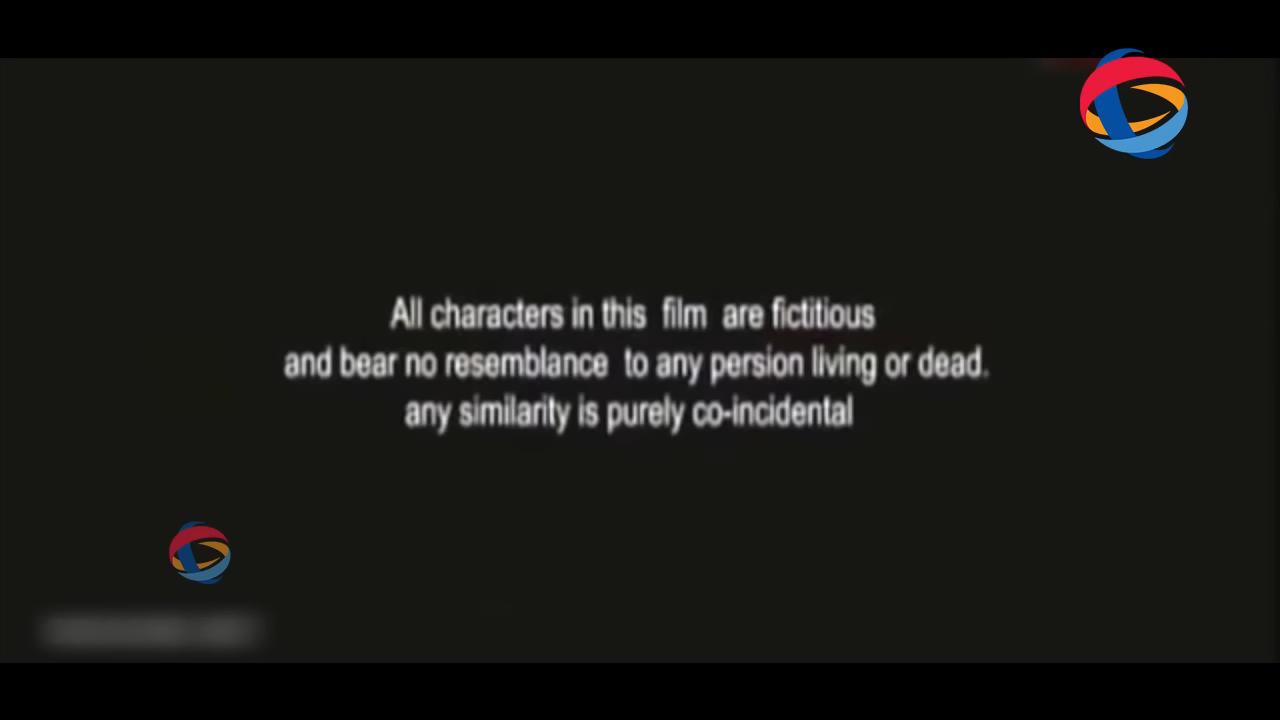 All characters in this film are fictitious
and bear no resemblance to any persion living or dead.
any similarity is purely co-incidental